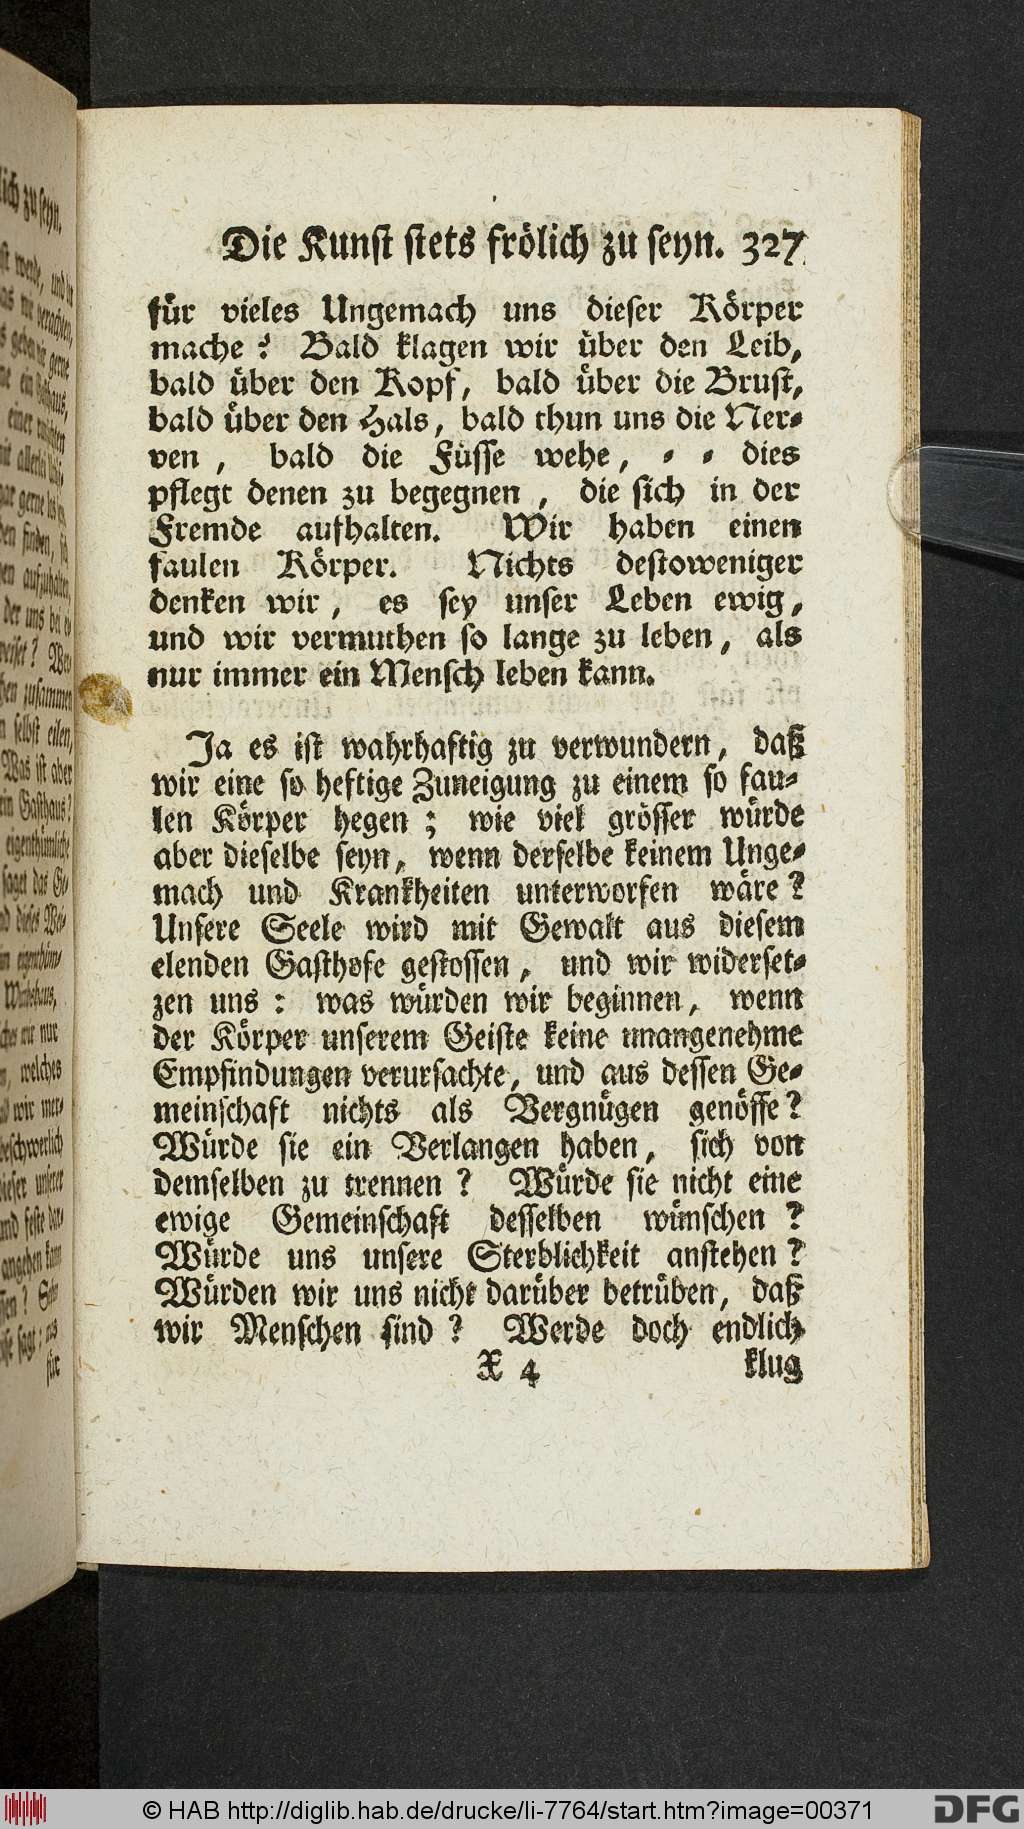 Die Kunst stets frölich zu seyn. 327
für vieles Ungemach uns dieser Körper
mache? Bald klagen wir über den Leib,
bald über den Kopf, bald über die Brust,
bald über den Hals, bald thun uns die Ner-
ven, bald die Füsse wehe, - - dies
pflegt denen zu begegnen, die sich in der
Fremde aufhalten. Wir haben einen
faulen Körper. Nichts destoweniger
denken wir, es sey unser Leben ewig,
und wir vermuthen so lange zu leben, als
nur immer ein Mensch leben kann.
Ja es ist wahrhaftig zu verwundern, daß
wir eine so heftige Zuneigung zu einem so fau-
len Körper hegen; wie viel grösser würde
aber dieselbe seyn, wenn derselbe keinem Unge-
mach und Krankheiten unterworfen wäre?
Unsere Seele wird mit Gewalt aus diesem
elenden Gasthofe gestossen, und wir widerset-
zen uns: was würden wir beginnen, wenn
der Körper unserem Geiste keine unangenehme
Empfindungen verursachte, und aus dessen Ge-
meinschaft nichts als Vergnügen genösse?
Würde sie ein Verlangen haben, sich von
demselben zu trennen? Würde sie nicht eine
ewige Gemeinschaft desselben wünschen?
Würde uns unsere Sterblichkeit anstehen?
Würden wir uns nicht darüber betrüben, daß
wir Menschen sind? Werde doch endlich
X 4 klug
© HAB http://diglib.hab.de/drucke/li-7764/start.htm?image=00371
DFG